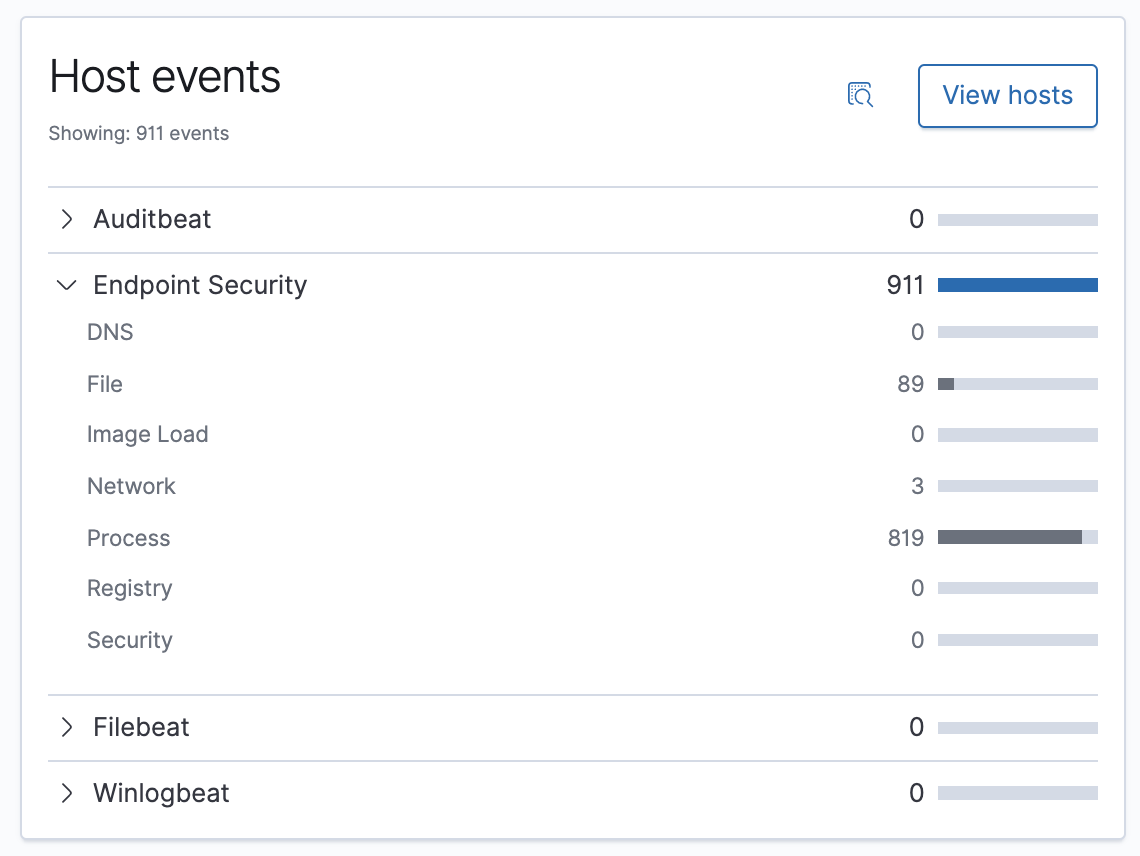 Host events
View hosts
Showing: 911 events
Auditbeat 0
Endpoint Security 911
DNS 0
File 89
Image Load 0
Network 3
Process 819
Registry 0
Security 0
Filebeat 0
Winlogbeat 0